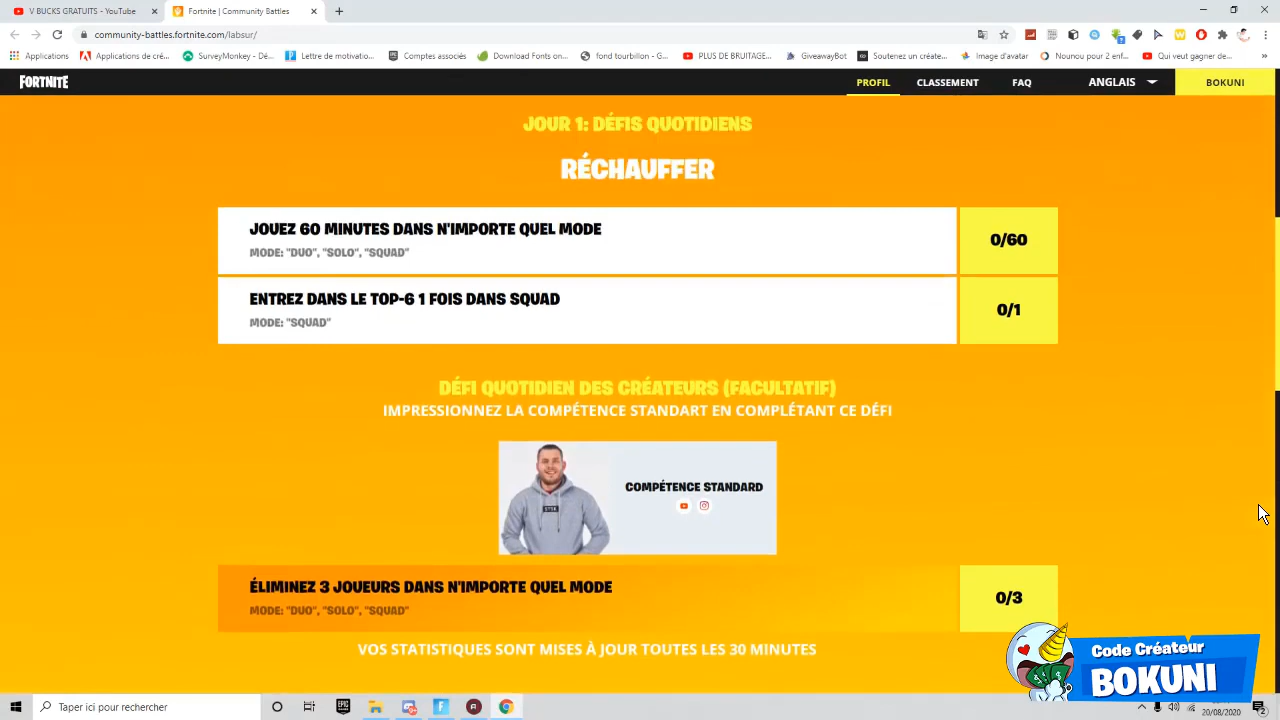 V BUCKS GRATUITS - YouTube
Fortnite | Community Battles
community-battles.fortnite.com/labsur/
Applications
Applications de cré...
SurveyMonkey - Dé...
Lettre de motivatio...
Comptes associés
Download Fonts on...
fond tourbillon - G...
PLUS DE BRUITAGE...
GiveawayBot
Soutenez un créate...
Image d'avatar
Nounou pour 2 enf...
Qui veut gagner de...
FORTNITE
PROFIL
CLASSEMENT
FAQ
ANGLAIS
BOKUNI
JOUR 1: DÉFIS QUOTIDIENS
RÉCHAUFFER
JOUEZ 60 MINUTES DANS N'IMPORTE QUEL MODE
MODE: "DUO", "SOLO", "SQUAD"
0/60
ENTREZ DANS LE TOP-6 1 FOIS DANS SQUAD
MODE: "SQUAD"
0/1
DÉFI QUOTIDIEN DES CRÉATEURS (FACULTATIF)
IMPRESSIONNEZ LA COMPÉTENCE STANDART EN COMPLÉTANT CE DÉFI
COMPÉTENCE STANDARD
ÉLIMINEZ 3 JOUEURS DANS N'IMPORTE QUEL MODE
MODE: "DUO", "SOLO", "SQUAD"
0/3
VOS STATISTIQUES SONT MISES À JOUR TOUTES LES 30 MINUTES
Code Créateur
BOKUNI
Taper ici pour rechercher
20/08/2020